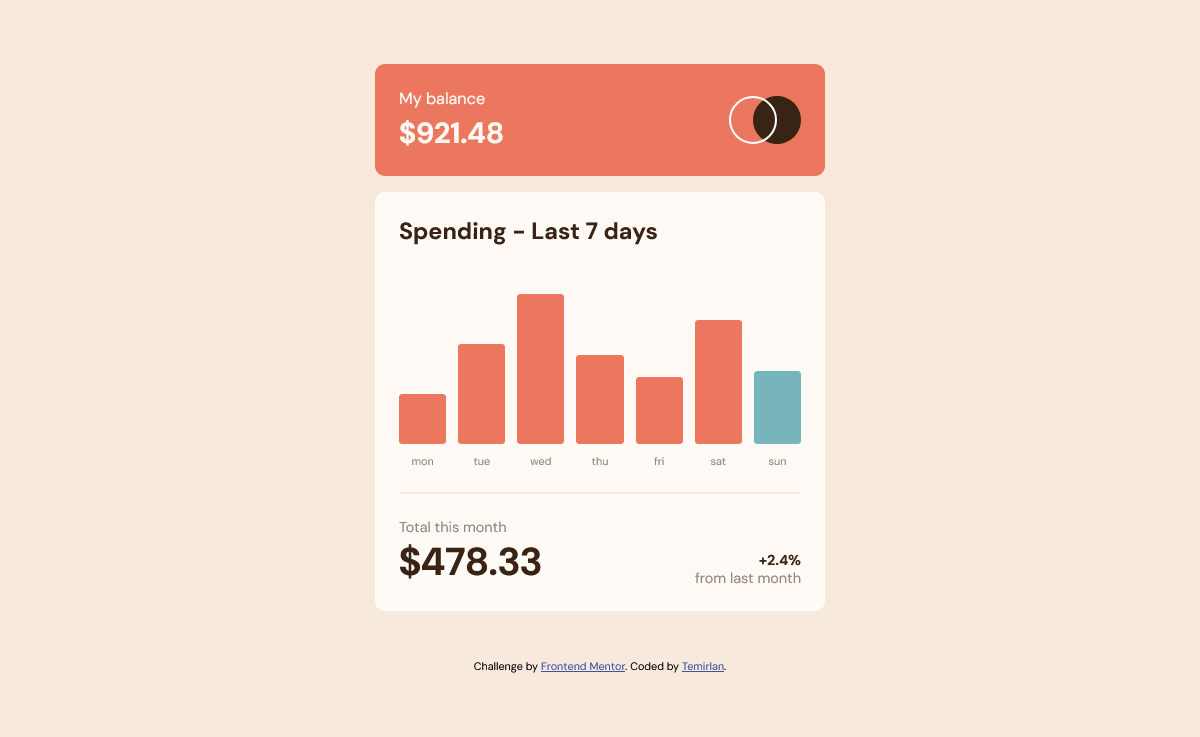 My balance
$921.48
Spending - Last 7 days
mon tue wed thu fri sat sun
Total this month
$478.33
+2.4%
from last month
Challenge by Frontend Mentor. Coded by Temirlan.